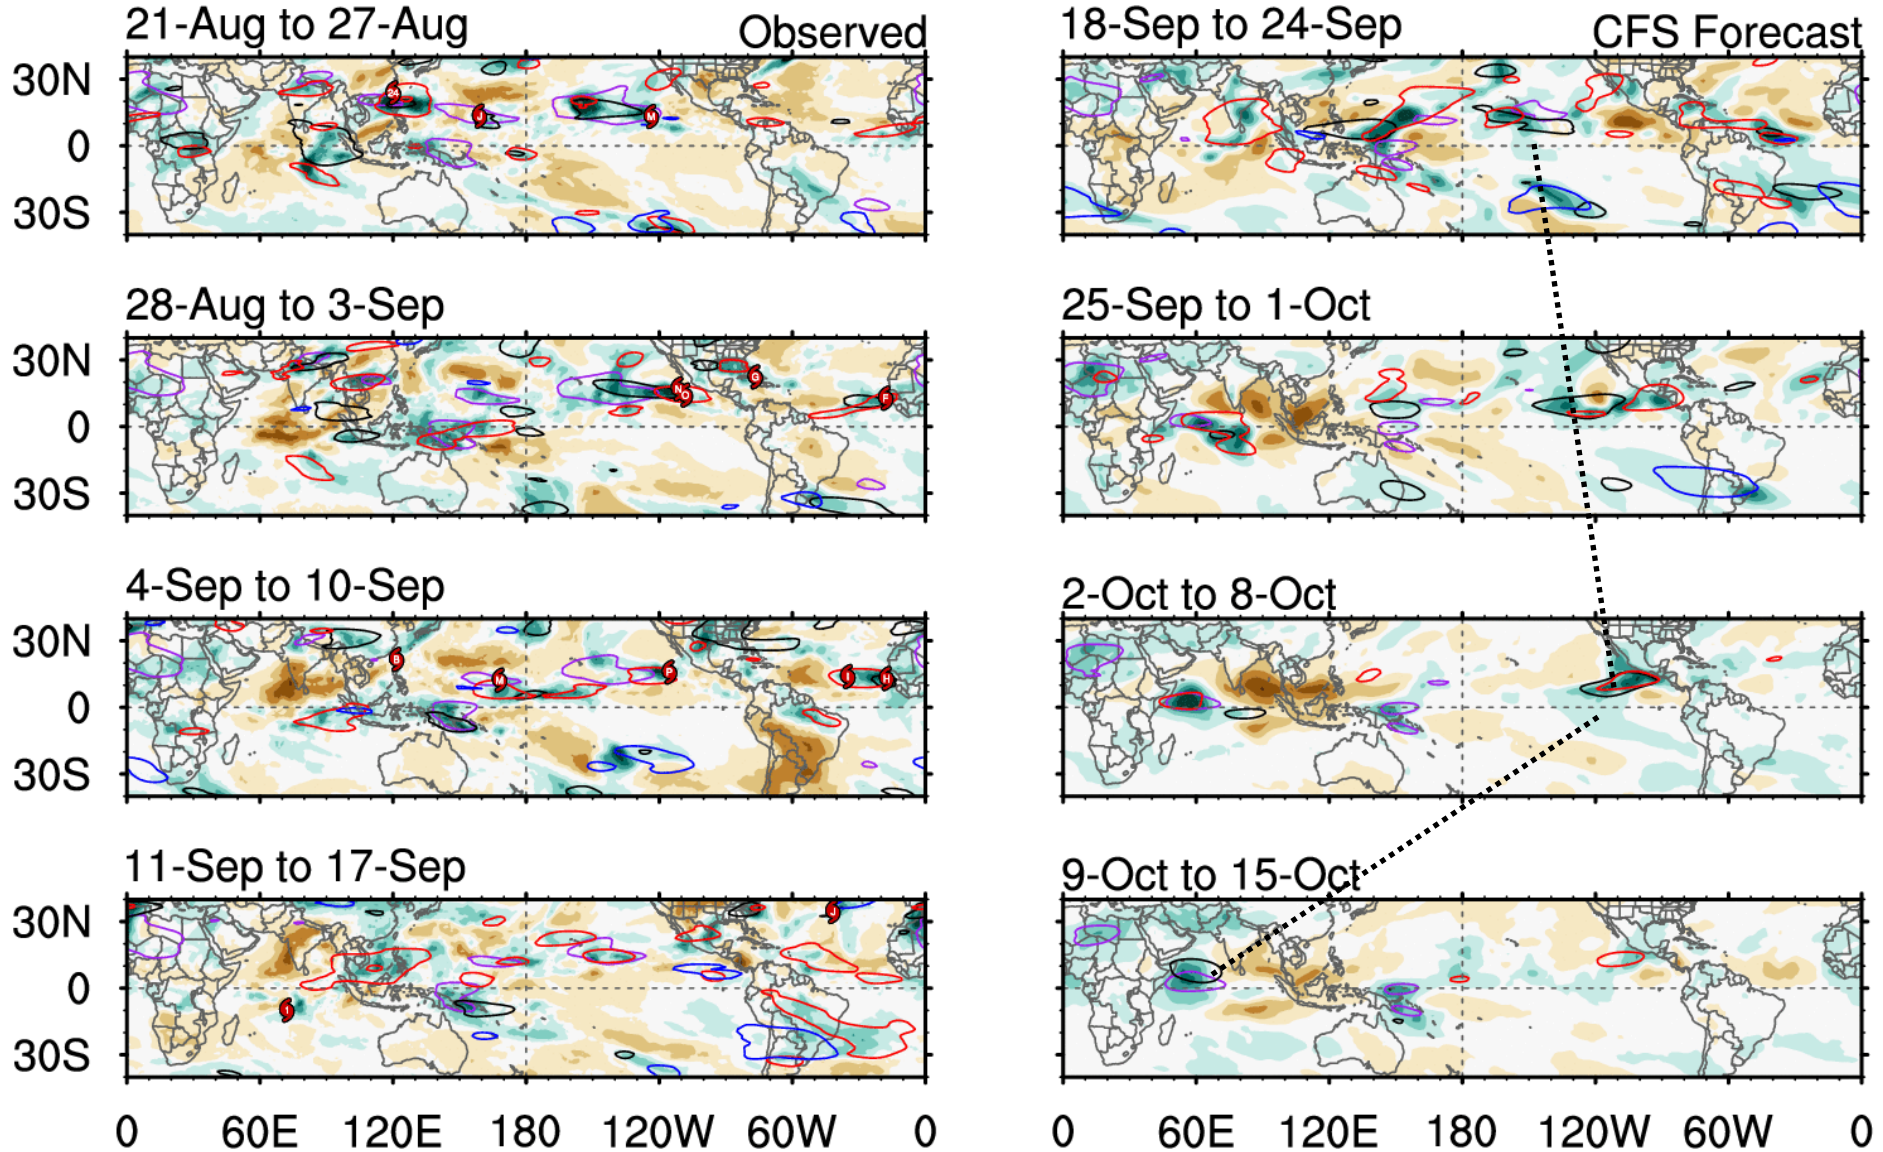 21-Aug to 27-Aug
Observed
30N
24
J
M
0
30S
28-Aug to 3-Sep
30N
G
N
O
F
0
30S
4-Sep to 10-Sep
30N
B
P
M
I
H
0
30S
11-Sep to 17-Sep
30N
J
0
1
30S
0 60E 120E 180 120W 60W 0
18-Sep to 24-Sep
CFS Forecast
25-Sep to 1-Oct
2-Oct to 8-Oct
9-Oct to 15-Oct
0 60E 120E 180 120W 60W 0